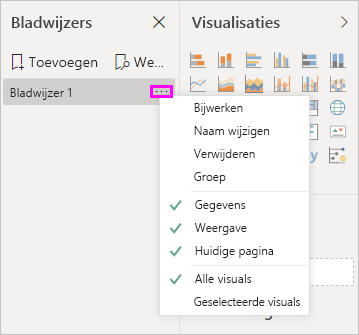 Bladwijzers
Visualisaties
Toevoegen
We...
Bladwijzer 1
Bijwerken
Naam wijzigen
Verwijderen
Groep
Gegevens
Weergave
Huidige pagina
Alle visuals
Geselecteerde visuals